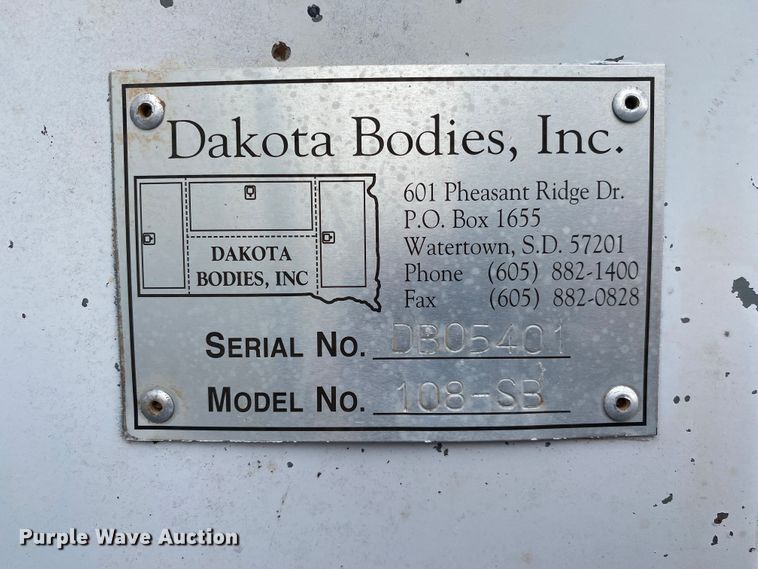 Dakota Bodies, Inc.
DAKOTA
BODIES, INC
601 Pheasant Ridge Dr.
P.O. Box 1655
Watertown, S.D. 57201
Phone (605) 882-1400
Fax (605) 882-0828
SERIAL NO. DB05401
MODEL NO. 108-SB
Purple Wave Auction